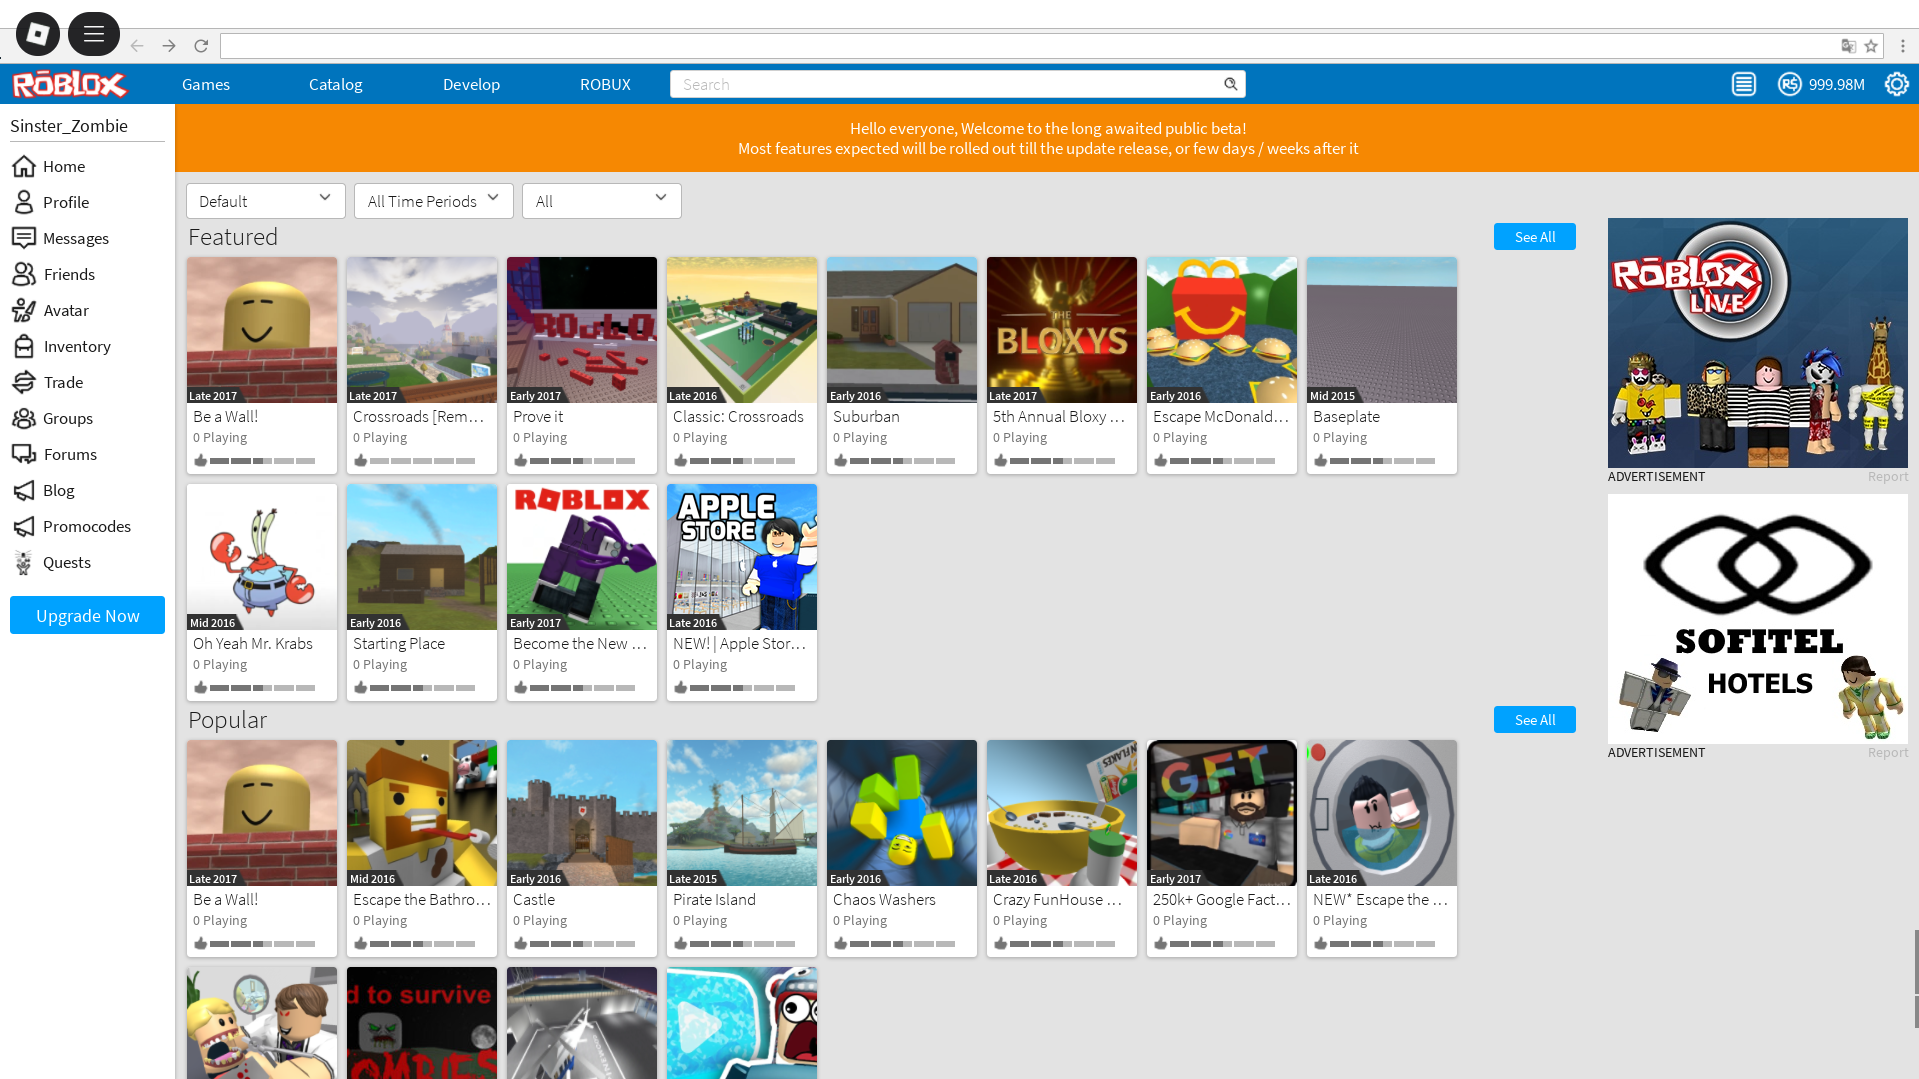 ROBLOX
Games
Catalog
Develop
ROBUX
Search
R$
999.98M
Sinster_Zombie
Home
Profile
Messages
Friends
Avatar
Inventory
Trade
Groups
Forums
Blog
Promocodes
Quests
Upgrade Now
Hello everyone, Welcome to the long awaited public beta!
Most features expected will be rolled out till the update release, or few days / weeks after it
Default
All Time Periods
All
Featured
See All
Late 2017
Be a Wall!
0 Playing
Late 2017
Crossroads [Rem...
0 Playing
Early 2017
Prove it
0 Playing
Late 2016
Classic: Crossroads
0 Playing
Early 2016
Suburban
0 Playing
THE
BLOXYS
Late 2017
5th Annual Bloxy ...
0 Playing
Early 2016
Escape McDonald...
0 Playing
Mid 2015
Baseplate
0 Playing
Mid 2016
Oh Yeah Mr. Krabs
0 Playing
Early 2016
Starting Place
0 Playing
ROBLOX
Early 2017
Become the New ...
0 Playing
APPLE
STORE
Late 2016
NEW! | Apple Stor...
0 Playing
Popular
See All
Late 2017
Be a Wall!
0 Playing
Mid 2016
Escape the Bathro...
0 Playing
Early 2016
Castle
0 Playing
Late 2015
Pirate Island
0 Playing
Early 2016
Chaos Washers
0 Playing
Late 2016
Crazy FunHouse ...
0 Playing
GFT
Early 2017
250k+ Google Fact...
0 Playing
Late 2016
NEW* Escape the ...
0 Playing
d to survive
ZOMBIES
ROBLOX
LIVE
ADVERTISEMENT
Report
SOFITEL
HOTELS
ADVERTISEMENT
Report